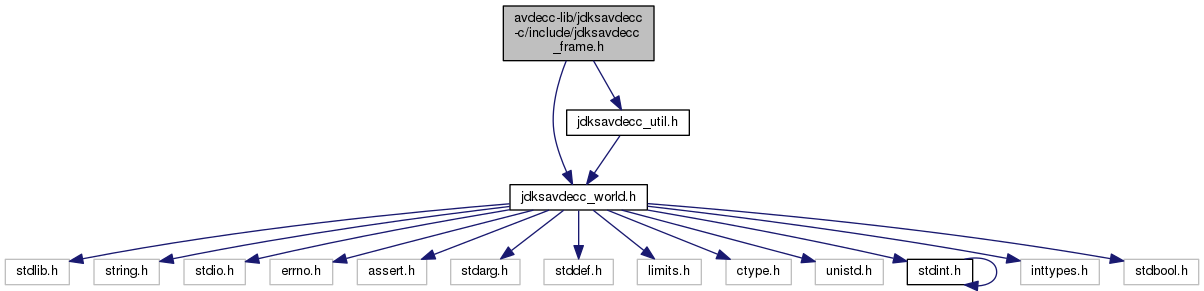 avdecc-lib/jdksavdecc
-c/include/jdksavdecc
_frame.h
jdksavdecc_util.h
jdksavdecc_world.h
stdlib.h
string.h
stdio.h
errno.h
assert.h
stdarg.h
stddef.h
limits.h
ctype.h
unistd.h
stdint.h
inttypes.h
stdbool.h